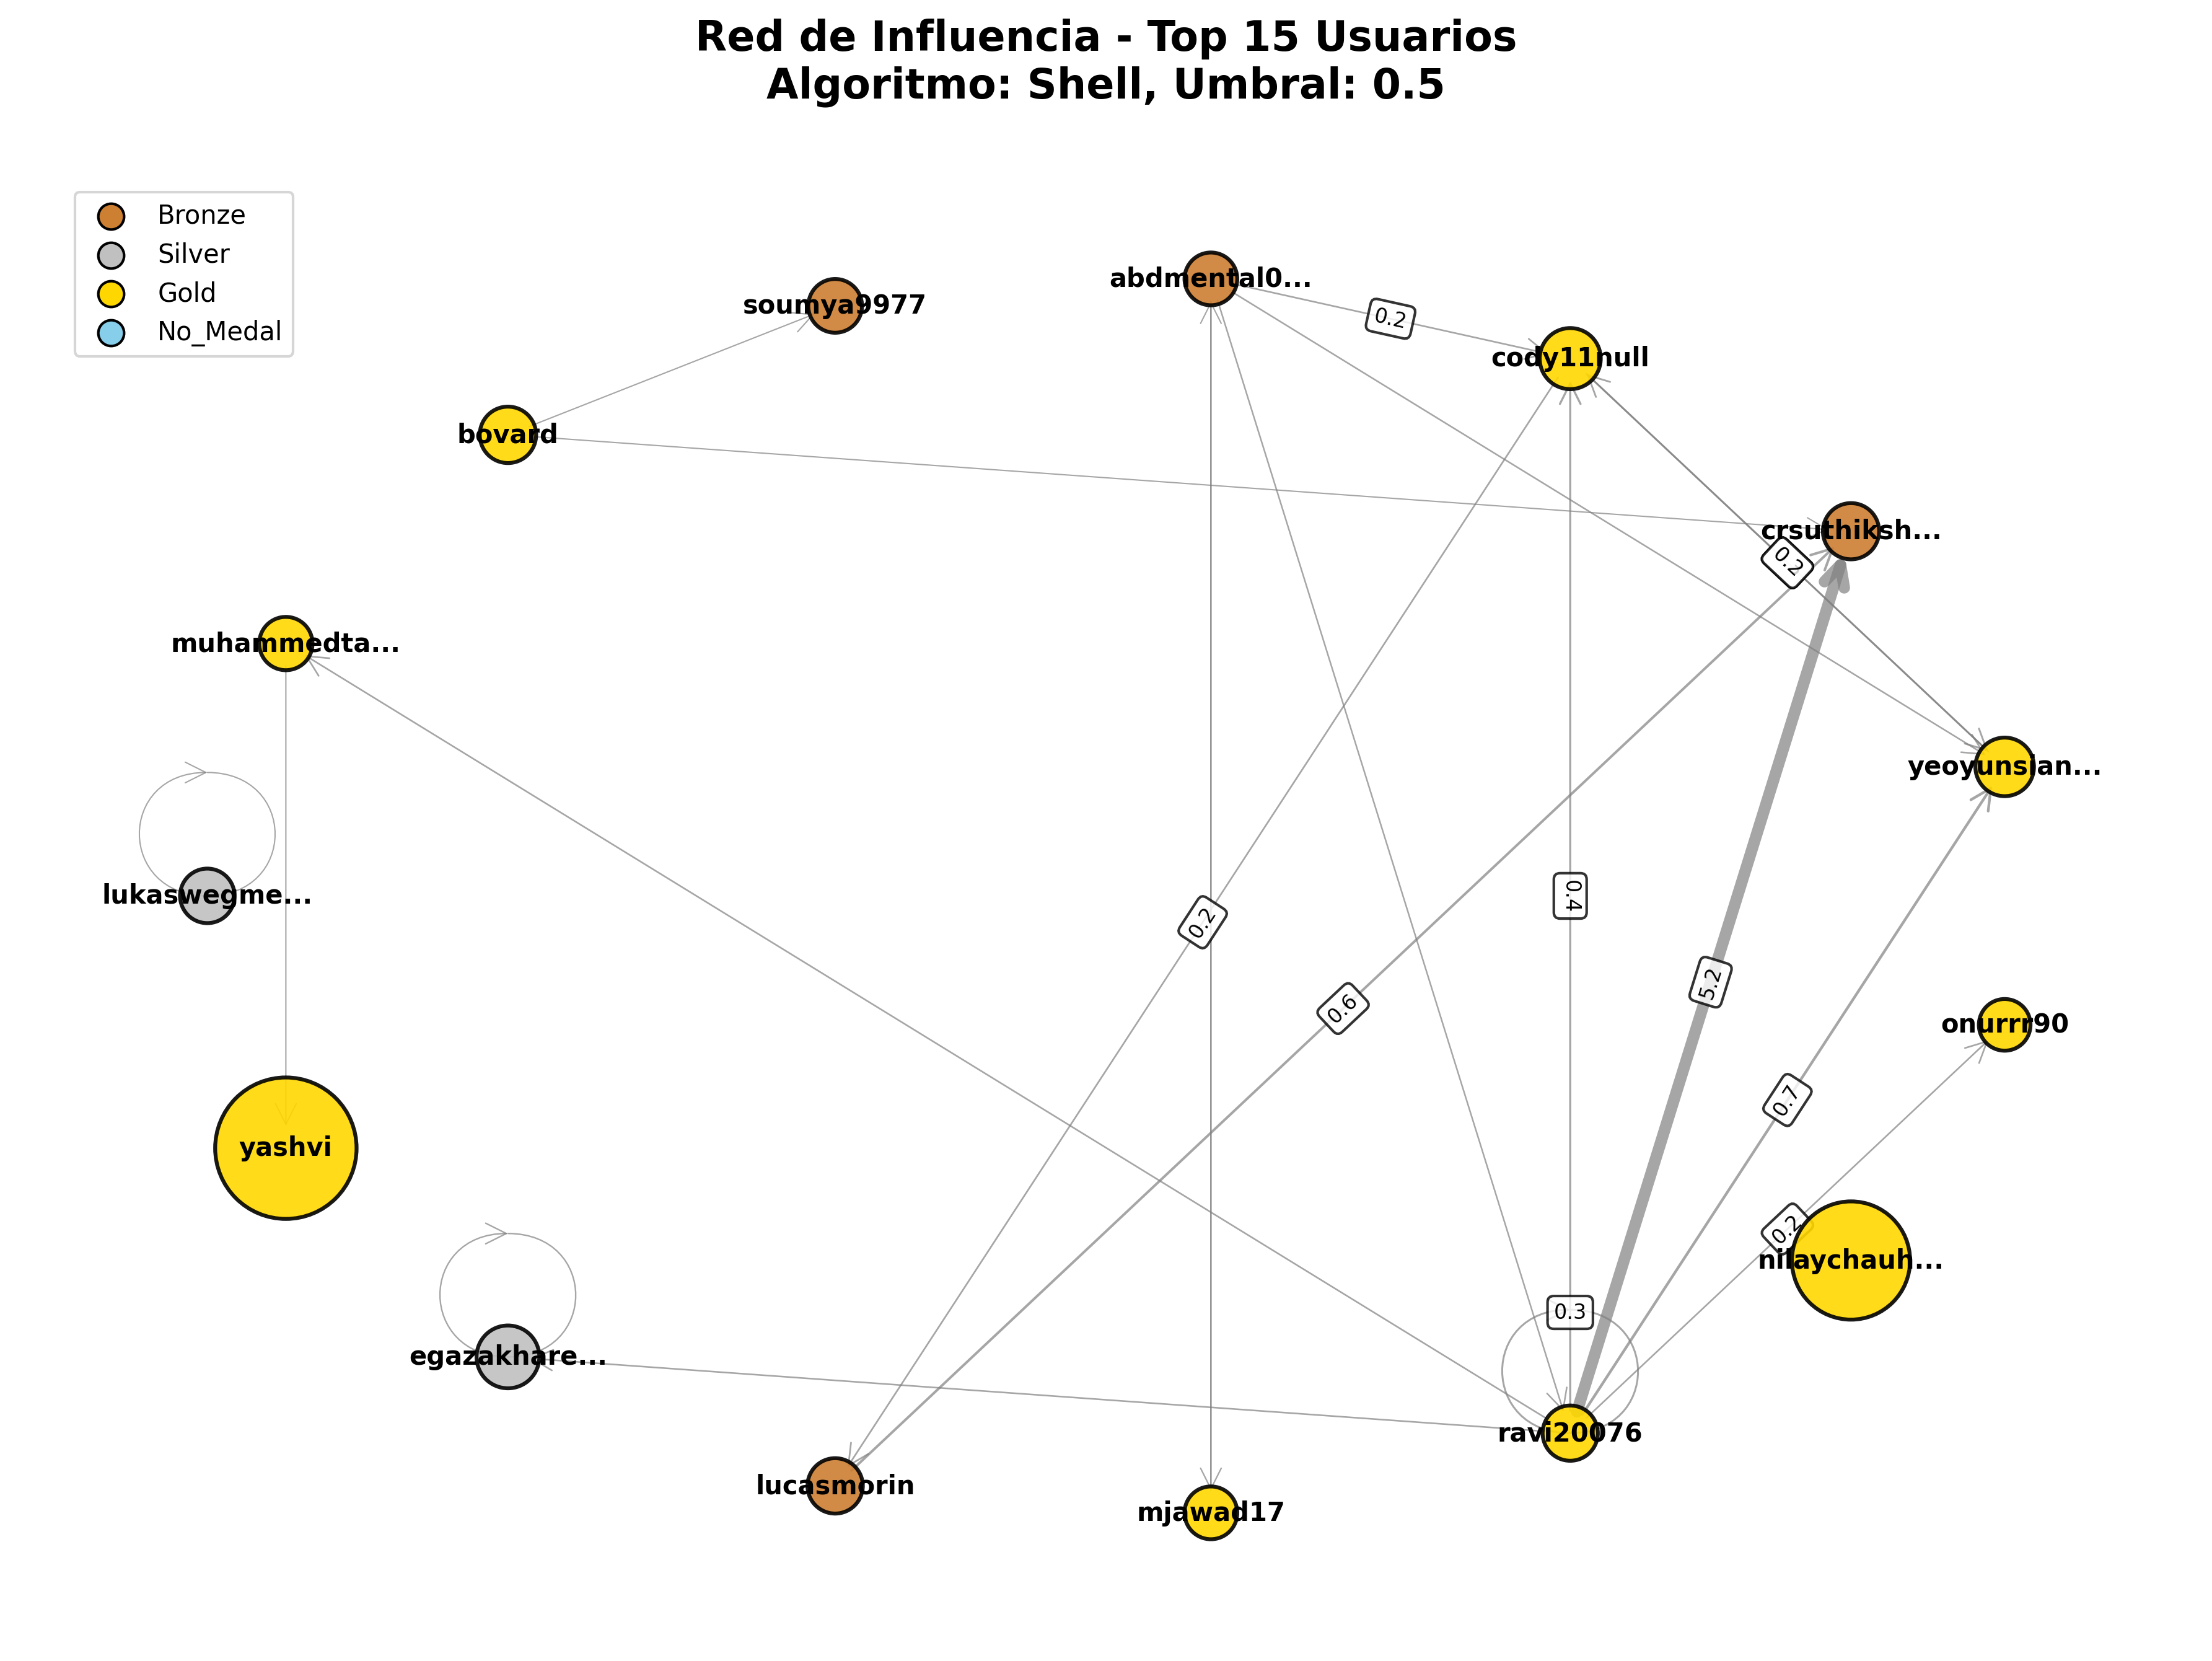 Red de Influencia - Top 15 Usuarios
Algoritmo: Shell, Umbral: 0.5
Bronze
Silver
Gold
No_Medal
abdmental0...
soumya9977
0.2
cody11null
bovard
crsuthiksh...
0.2
muhammedta...
yeoyunsian...
lukaswegme...
0.4
0.2
5.2
0.6
onurrr90
0.7
yashvi
0.2
nilaychauh...
0.3
egazakhare...
ravi20076
lucasmorin
mjawad17